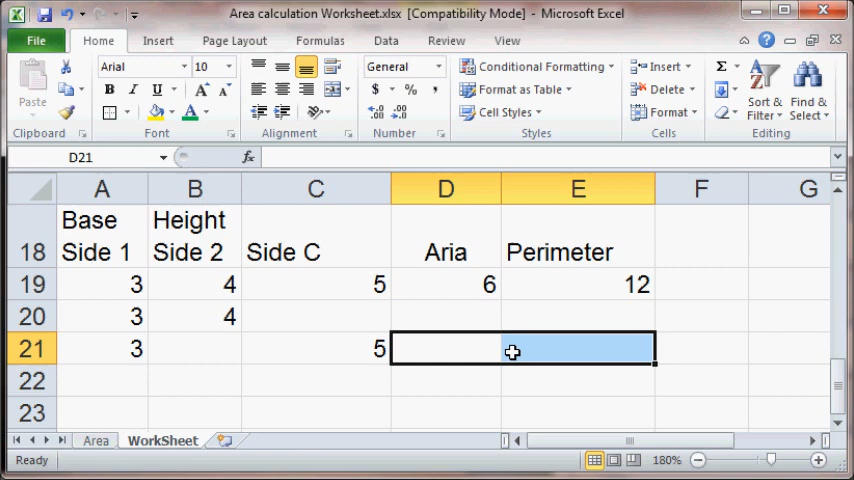 Area calculation Worksheet.xlsx [Compatibility Mode] - Microsoft Excel
File Home Insert Page Layout Formulas Data Review View
Paste
Clipboard
Arial 10
B I U A A
Font
Alignment
General
$ % ,
Number
Conditional Formatting
Format as Table
Cell Styles
Styles
Insert
Delete
Format
Cells
Σ
Sort & Filter
Find & Select
Editing
D21 fx
A B C D E F G
18 Base Side 1 Height Side 2 Side C Aria Perimeter
19 3 4 5 6 12
20 3 4
21 3 5
22
23
Area WorkSheet
Ready 180%